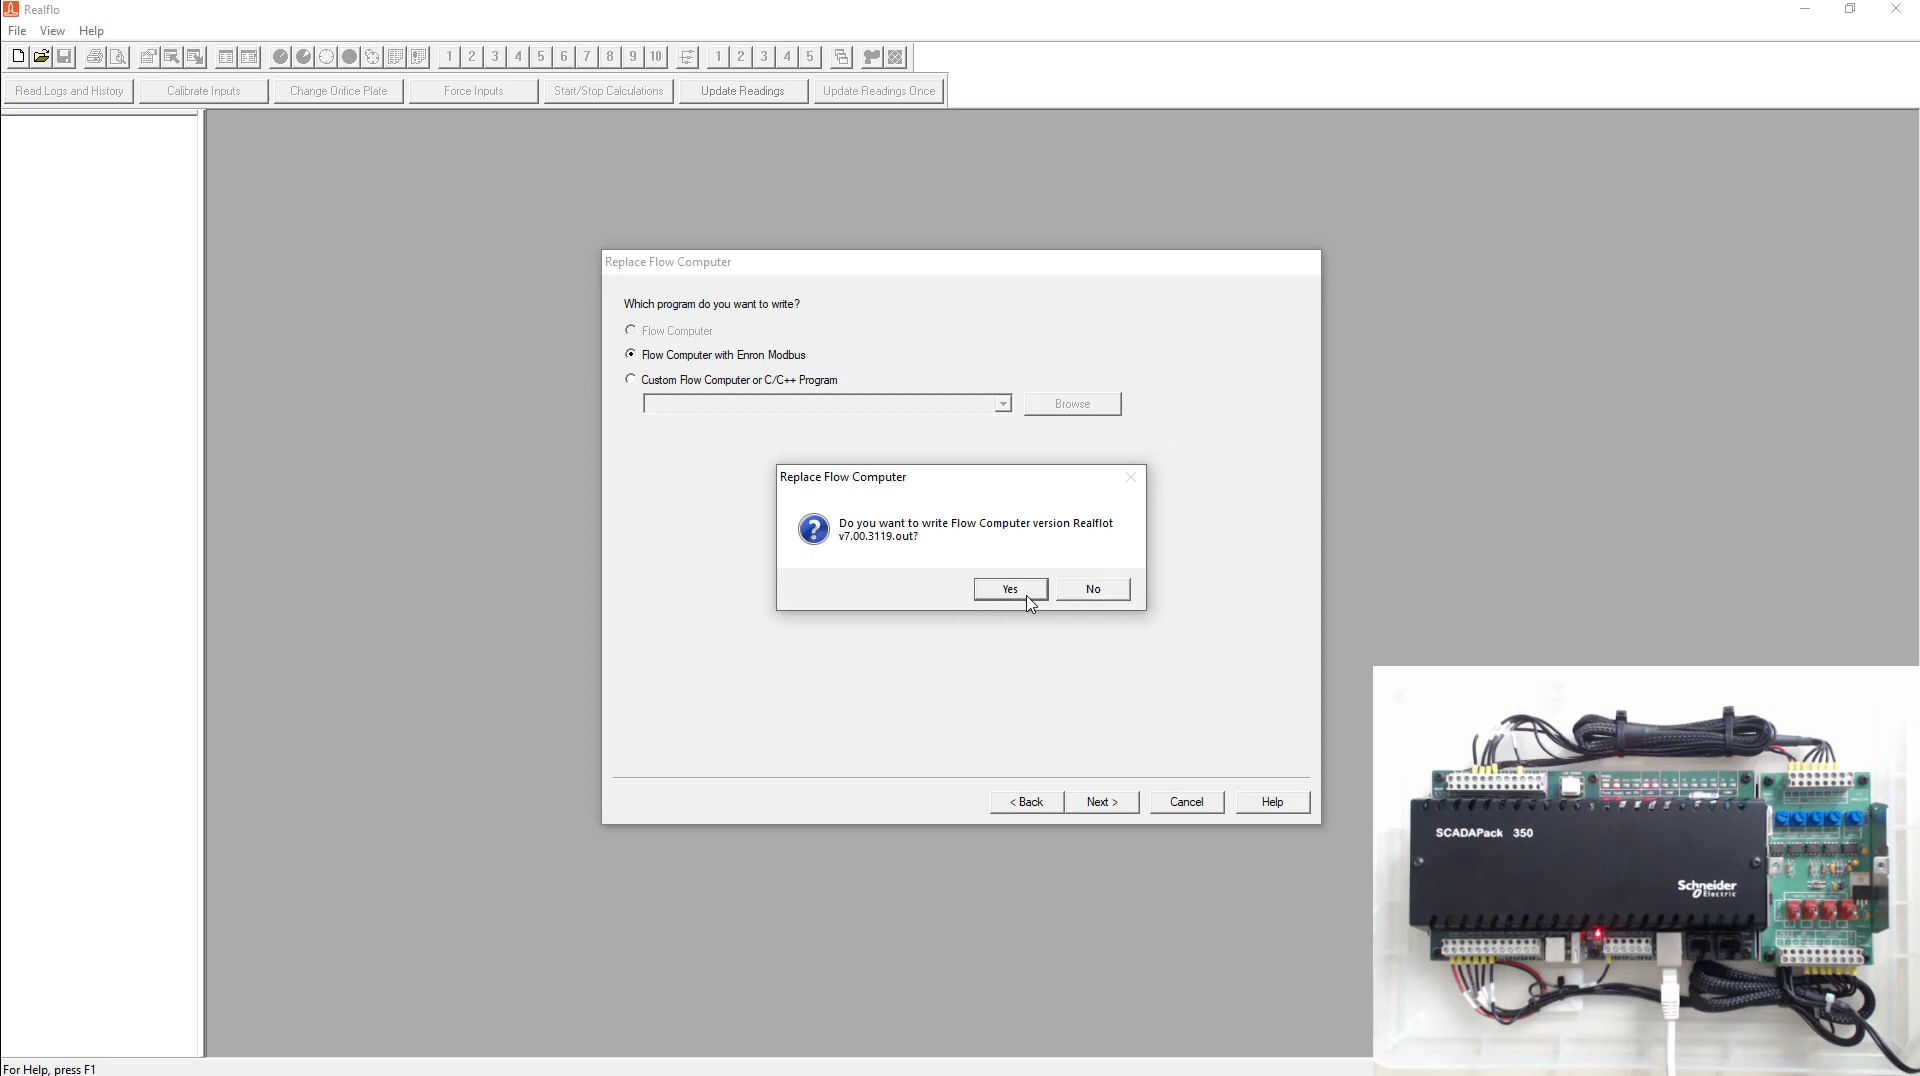 Realflo
File View Help
1 2 3 4 5 6 7 8 9 10 1 2 3 4 5
Read Logs and History Calibrate Inputs Change Orifice Plate Force Inputs Start/Stop Calculations Update Readings Update Readings Once
Replace Flow Computer
Which program do you want to write?
Flow Computer
Flow Computer with Enron Modbus
Custom Flow Computer or C/C++ Program
Browse
Replace Flow Computer
Do you want to write Flow Computer version Realflot
v7.00.3119.out?
Yes No
< Back Next > Cancel Help
SCADAPack 350
Schneider
Electric
For Help, press F1